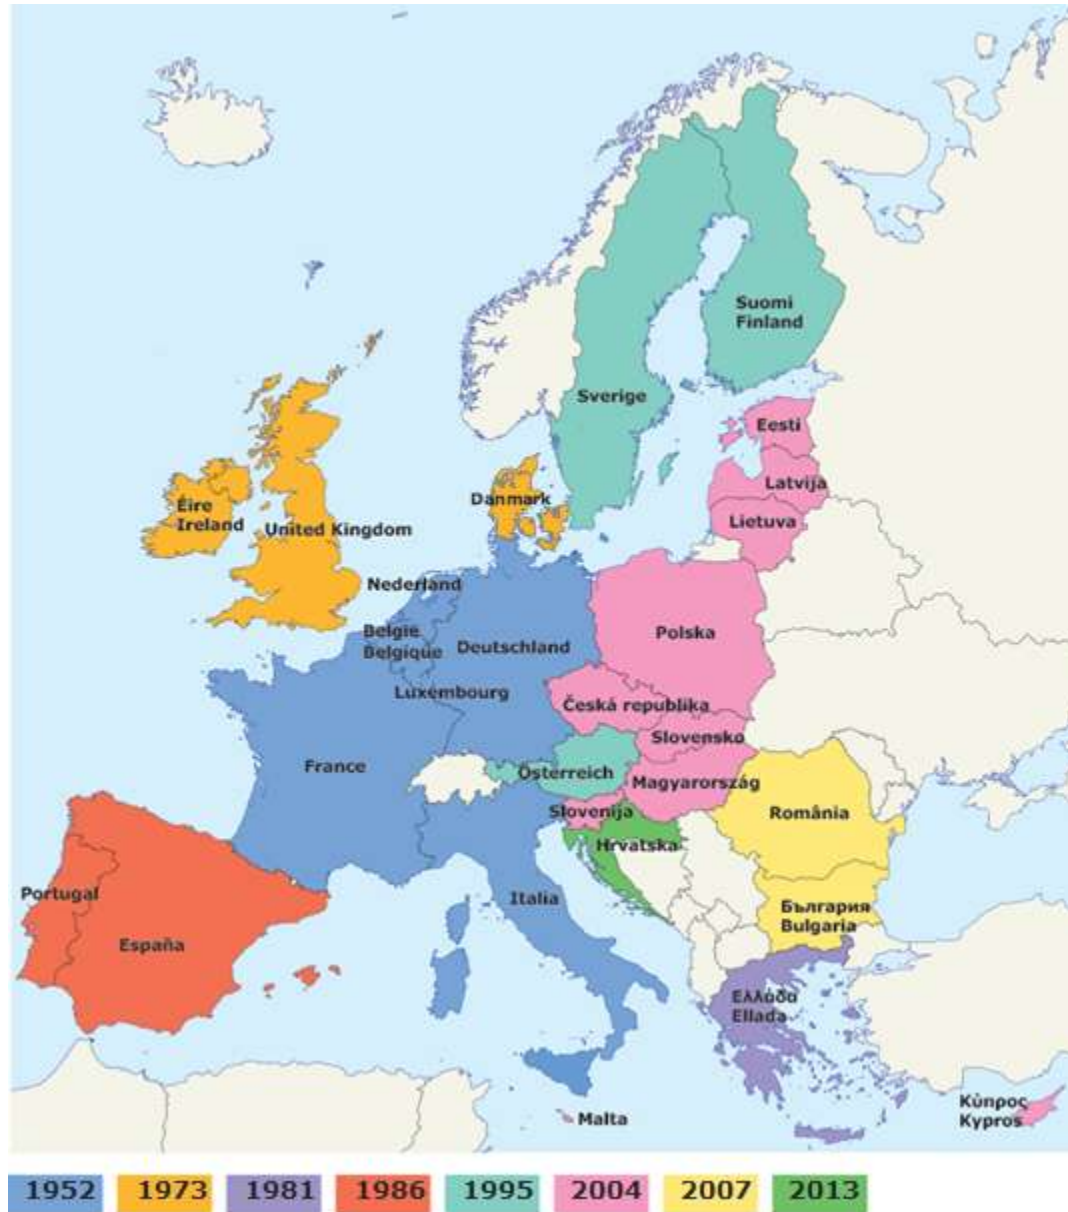 Suomi
Finland
Sverige
Eesti
Latvija
Lietuva
Danmark
Éire
Ireland
United Kingdom
Nederland
België
Belgique
Deutschland
Polska
Luxembourg
Česká republika
Slovensko
France
Österreich
Magyarország
Slovenija
România
Hrvatska
Portugal
Italia
España
България
Bulgaria
Ελλάδα
Ellada
Malta
Κύπρος
Kypros
1952
1973
1981
1986
1995
2004
2007
2013